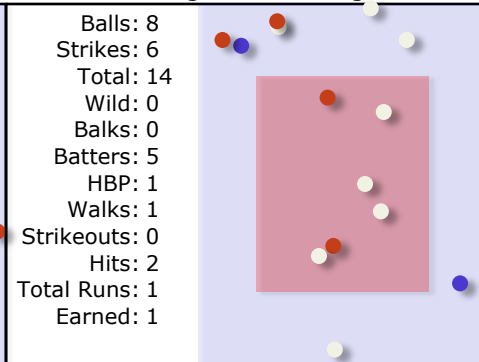 Balls: 8
Strikes: 6
Total: 14
Wild: 0
Balks: 0
Batters: 5
HBP: 1
Walks: 1
Strikeouts: 0
Hits: 2
Total Runs: 1
Earned: 1